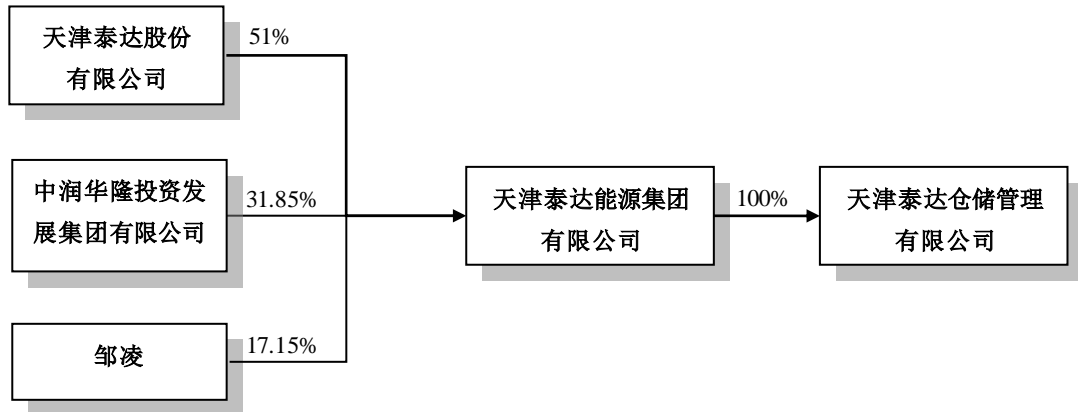 天津泰达股份
有限公司
51%
中润华隆投资发
展集团有限公司
31.85%
邹凌
17.15%
天津泰达能源集团
有限公司
100%
天津泰达仓储管理
有限公司